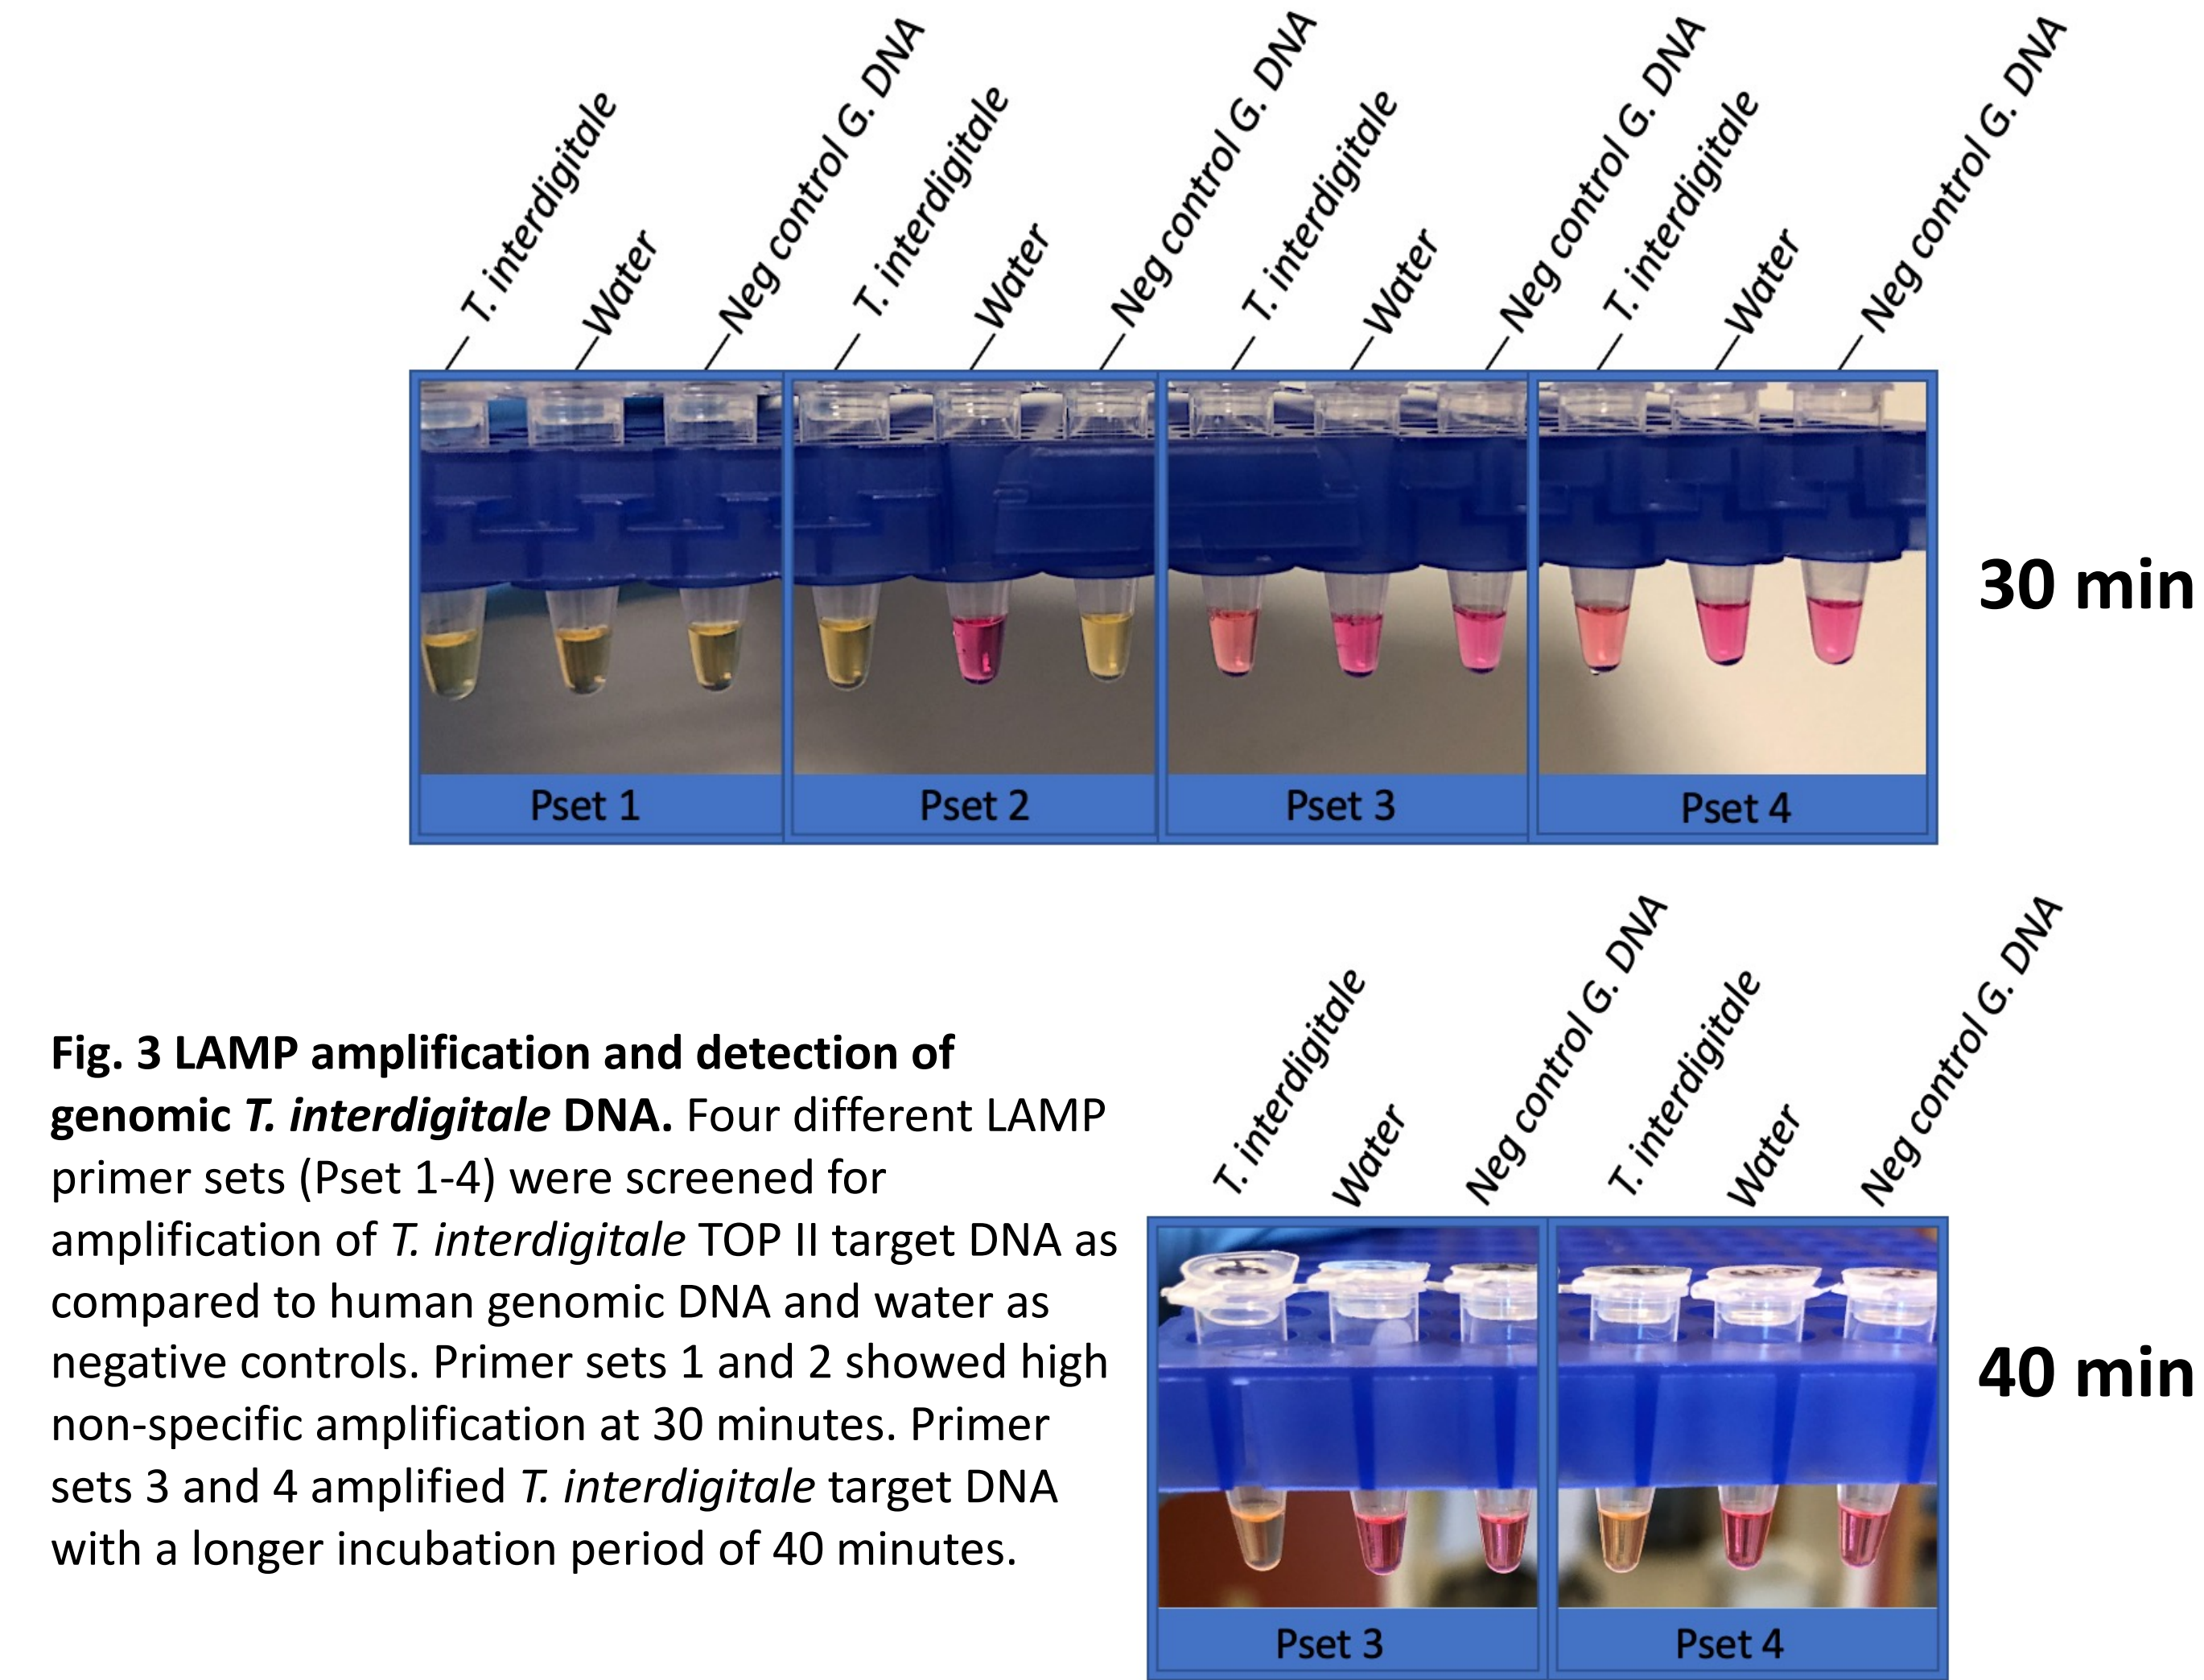 T. interdigitale
Water
Neg control G. DNA
T. interdigitale
Water
Neg control G. DNA
T. interdigitale
Water
Neg control G. DNA
T. interdigitale
Water
Neg control G. DNA
30 min
Pset 1
Pset 2
Pset 3
Pset 4
Fig. 3 LAMP amplification and detection of
genomic T. interdigitale DNA. Four different LAMP
primer sets (Pset 1-4) were screened for
amplification of T. interdigitale TOP II target DNA as
compared to human genomic DNA and water as
negative controls. Primer sets 1 and 2 showed high
non-specific amplification at 30 minutes. Primer
sets 3 and 4 amplified T. interdigitale target DNA
with a longer incubation period of 40 minutes.
T. interdigitale
Water
Neg control G. DNA
T. interdigitale
Water
Neg control G. DNA
40 min
Pset 3
Pset 4